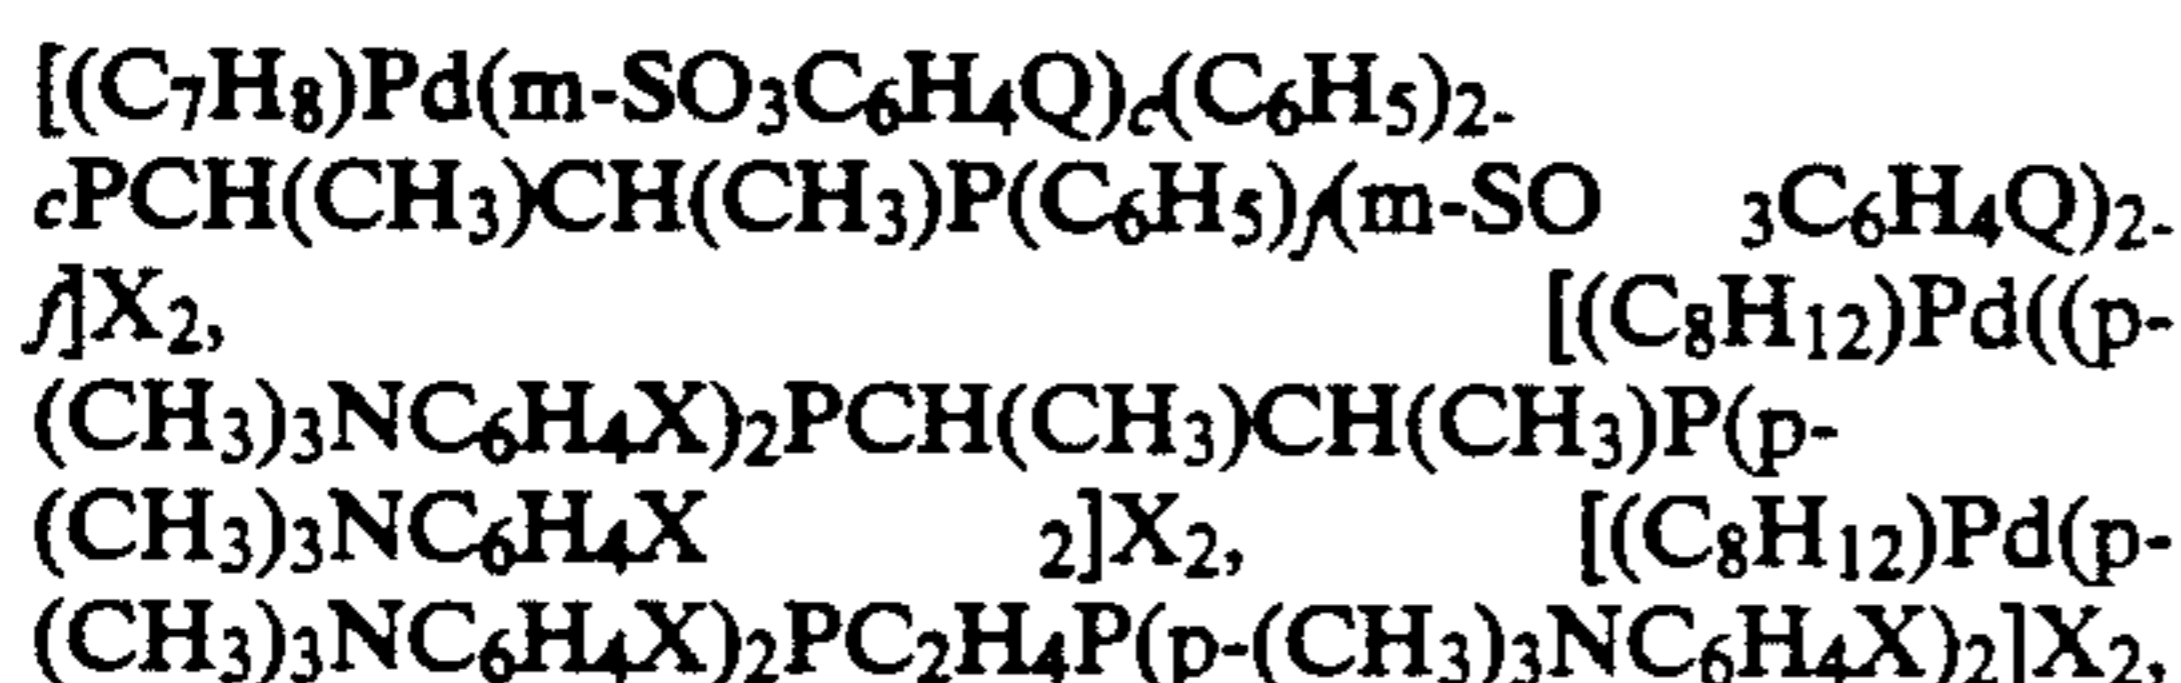 [(C₇H₈)Pd(m-SO₃C₆H₄Q)c(C₆H₅)₂₋
cPCH(CH₃)CH(CH₃)P(C₆H₅)f(m-SO ₃C₆H₄Q)₂₋
f]X₂, [(C₈H₁₂)Pd((p-
(CH₃)₃NC₆H₄X)₂PCH(CH₃)CH(CH₃)P(p-
(CH₃)₃NC₆H₄X ₂]X₂, [(C₈H₁₂)Pd(p-
(CH₃)₃NC₆H₄X)₂PC₂H₄P(p-(CH₃)₃NC₆H₄X)₂]X₂,